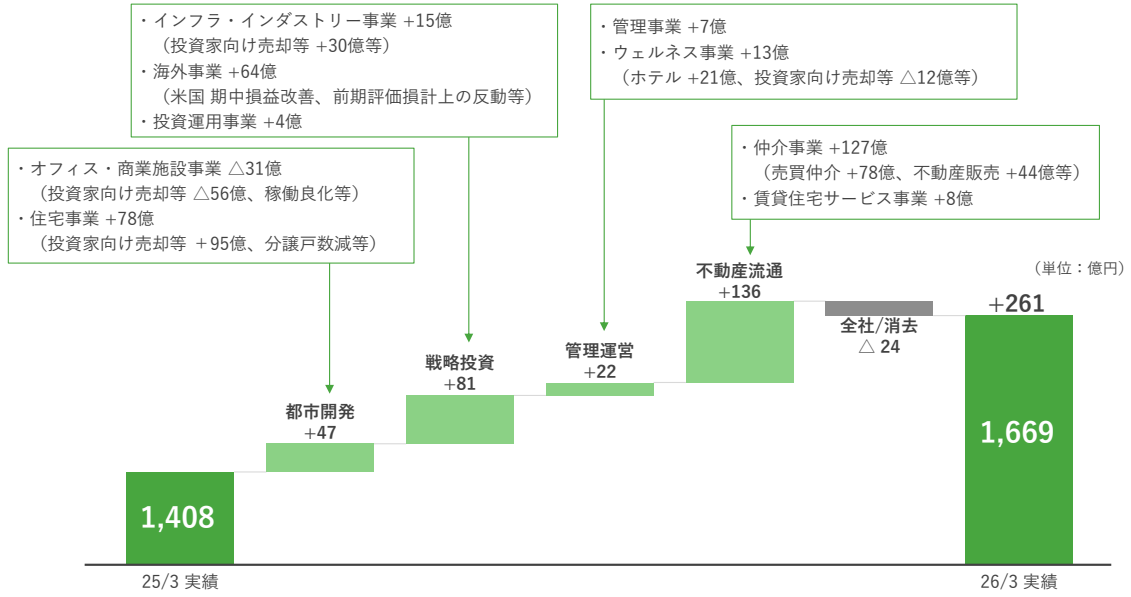 ・インフラ・インダストリー事業 +15億
（投資家向け売却等 +30億等）
・海外事業 +64億
（米国 期中損益改善、前期評価損計上の反動等）
・投資運用事業 +4億
・管理事業 +7億
・ウェルネス事業 +13億
（ホテル +21億、投資家向け売却等 △12億等）
・オフィス・商業施設事業 △31億
（投資家向け売却等 △56億、稼働良化等）
・住宅事業 +78億
（投資家向け売却等 ＋95億、分譲戸数減等）
・仲介事業 +127億
（売買仲介 +78億、不動産販売 +44億等）
・賃貸住宅サービス事業 +8億
（単位：億円）
不動産流通
+136
+261
全社/消去
△ 24
管理運営
+22
戦略投資
+81
都市開発
+47
1,408
1,669
25/3 実績
26/3 実績